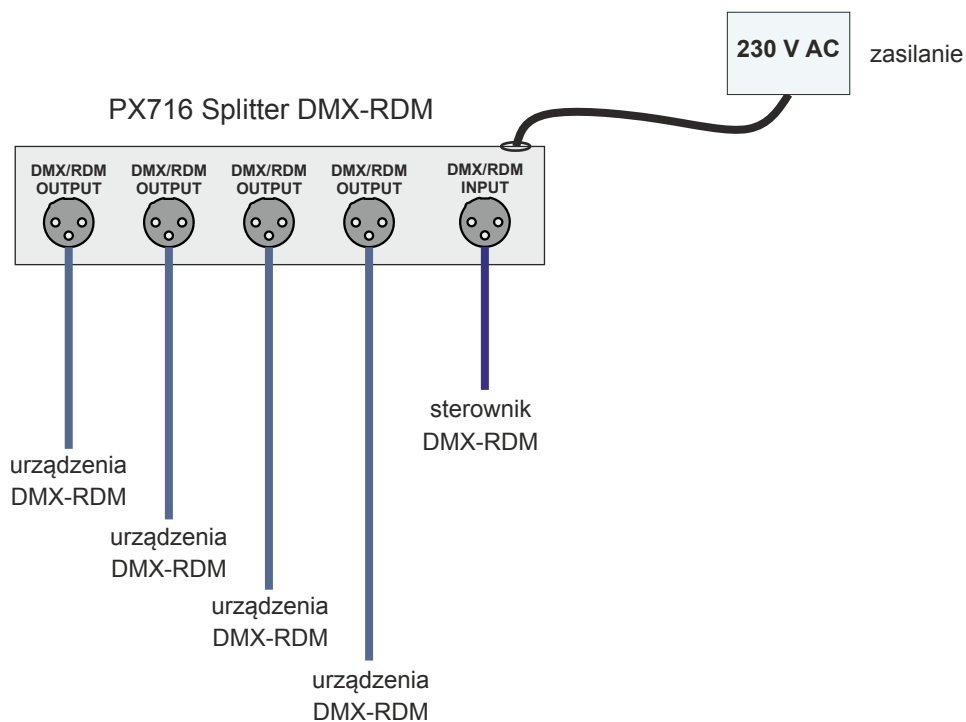 230 V AC
zasilanie
PX716 Splitter DMX-RDM
DMX/RDM
OUTPUT
DMX/RDM
OUTPUT
DMX/RDM
OUTPUT
DMX/RDM
OUTPUT
DMX/RDM
INPUT
sterownik
DMX-RDM
urządzenia
DMX-RDM
urządzenia
DMX-RDM
urządzenia
DMX-RDM
urządzenia
DMX-RDM